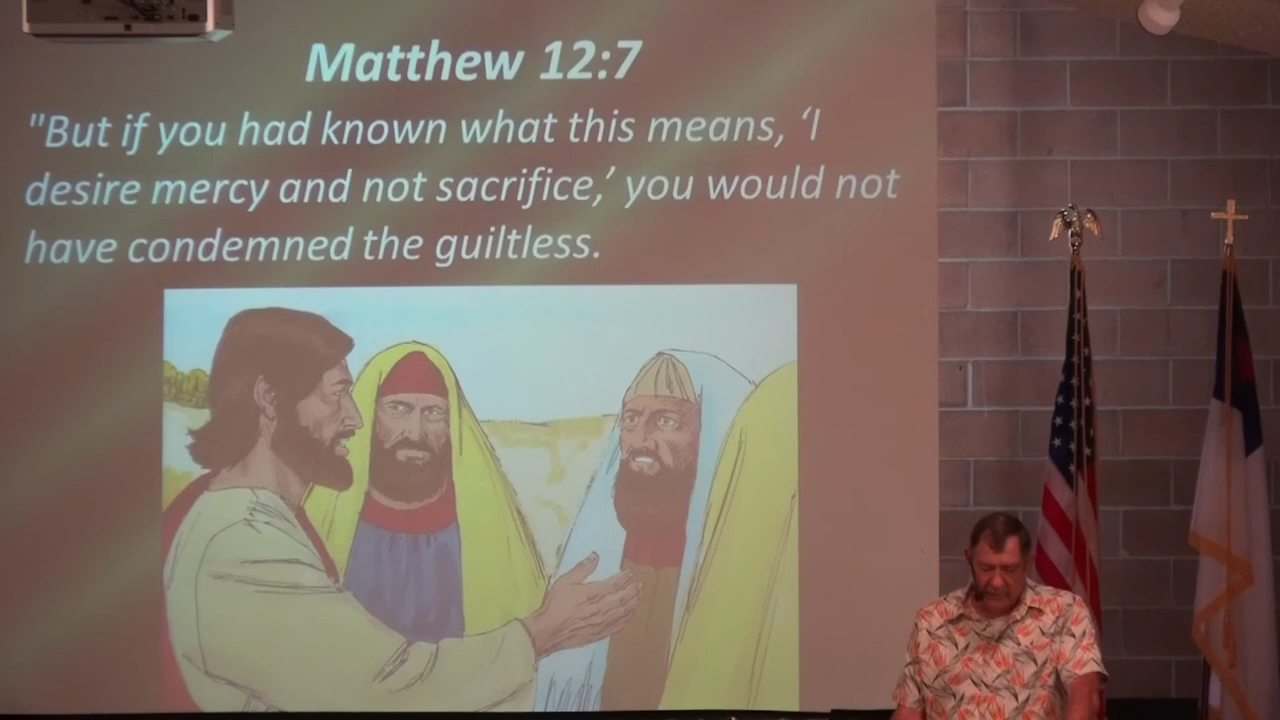 Matthew 12:7
"But if you had known what this means, ‘I
desire mercy and not sacrifice,’ you would not
have condemned the guiltless.